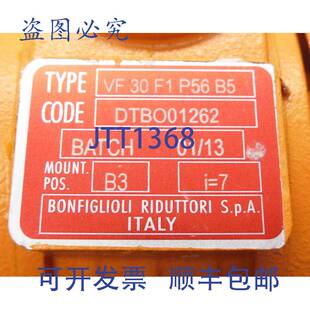 盗图必究
TYPE VF 30 F1 P56 B5
CODE DTBO01262
BATCH 01/13
JTT1368
MOUNT. POS. B3 i=7
BONFIGLIOLI RIDUTTORI S.p.A.
ITALY
可开发票 顺丰包邮